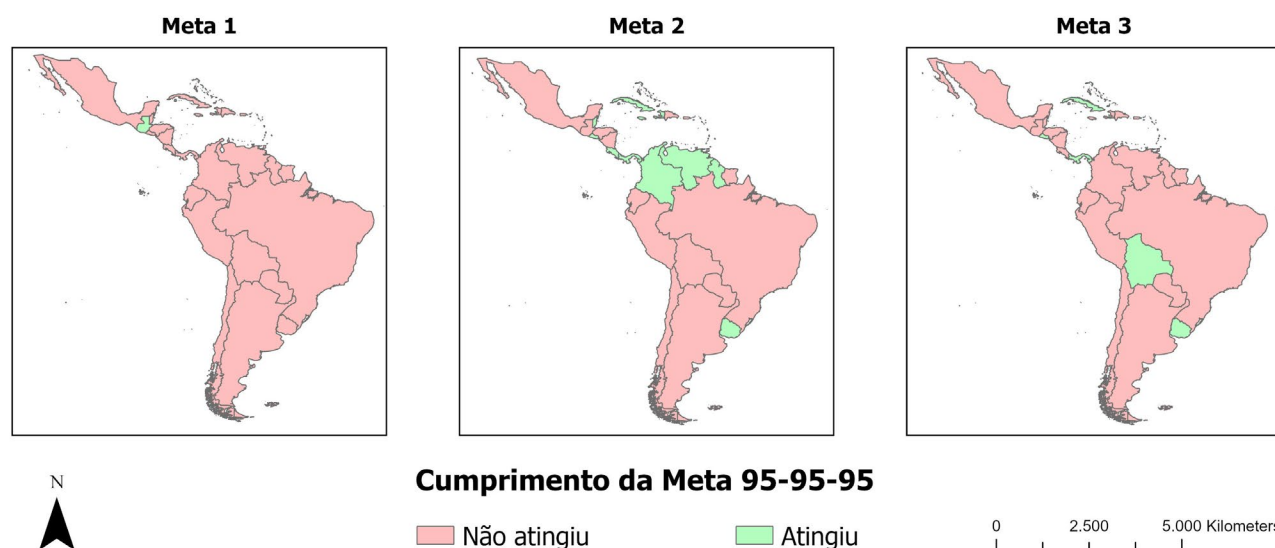 Meta 1
Meta 2
Meta 3
N
Cumprimento da Meta 95-95-95
Não atingiu
Atingiu
0 2.500 5.000 Kilometers